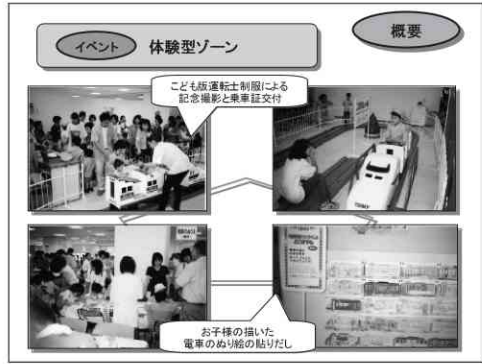 概要
イベント 体験型ゾーン
こども版運転士制服による
記念撮影と乗車証交付
お子様の描いた
電車のぬり絵の貼りだし